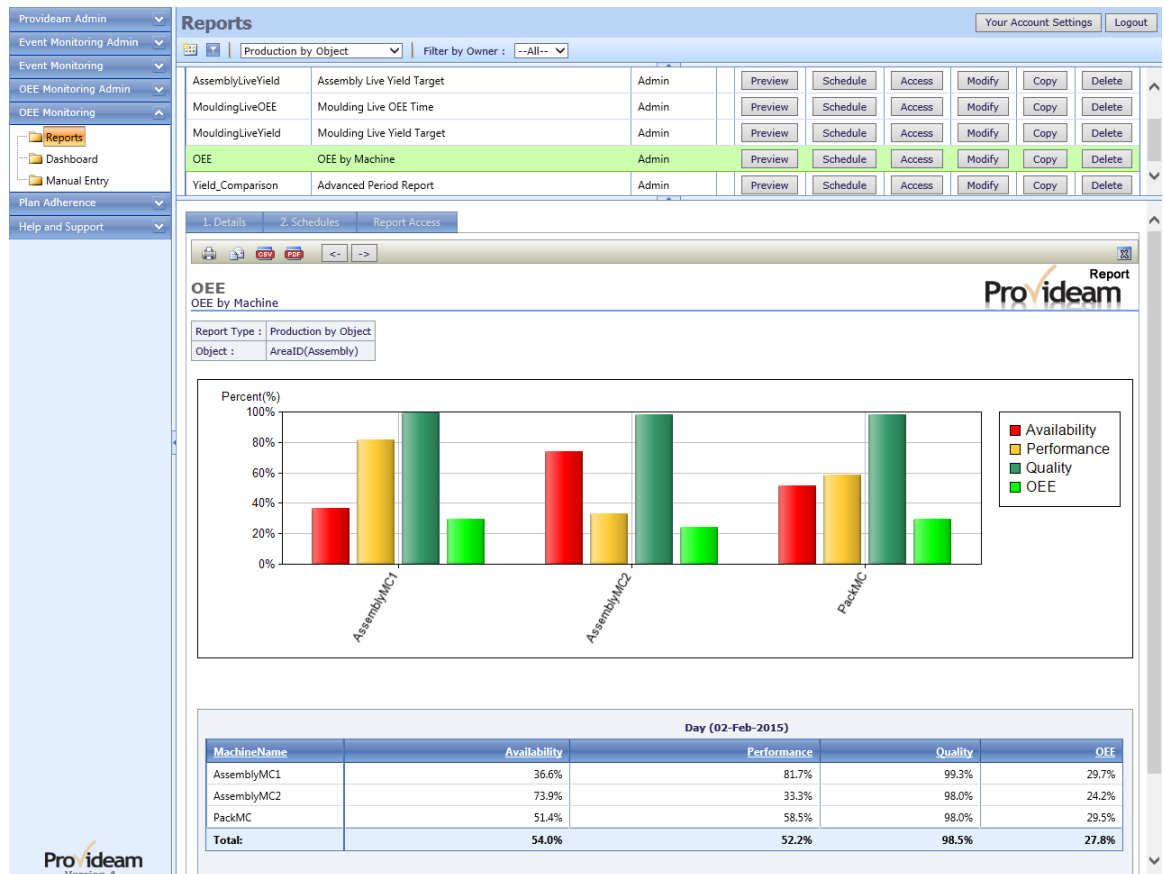 Provideam Admin
Event Monitoring Admin
Event Monitoring
OEE Monitoring Admin
OEE Monitoring
Reports
Dashboard
Manual Entry
Plan Adherence
Help and Support
Provideam
Version 4
Reports
Your Account Settings Logout
Production by Object Filter by Owner : --All--
AssemblyLiveYield Assembly Live Yield Target Admin Preview Schedule Access Modify Copy Delete
MouldingLiveOEE Moulding Live OEE Time Admin Preview Schedule Access Modify Copy Delete
MouldingLiveYield Moulding Live Yield Target Admin Preview Schedule Access Modify Copy Delete
OEE OEE by Machine Admin Preview Schedule Access Modify Copy Delete
Yield_Comparison Advanced Period Report Admin Preview Schedule Access Modify Copy Delete
1. Details 2. Schedules Report Access
CSV PDF <- ->
OEE
OEE by Machine
Report
Provideam
Report Type : Production by Object
Object : AreaID(Assembly)
Percent(%)
100%
80%
60%
40%
20%
0%
AssemblyMC1
AssemblyMC2
PackMC
Availability
Performance
Quality
OEE
Day (02-Feb-2015)
MachineName Availability Performance Quality OEE
AssemblyMC1 36.6% 81.7% 99.3% 29.7%
AssemblyMC2 73.9% 33.3% 98.0% 24.2%
PackMC 51.4% 58.5% 98.0% 29.5%
Total: 54.0% 52.2% 98.5% 27.8%